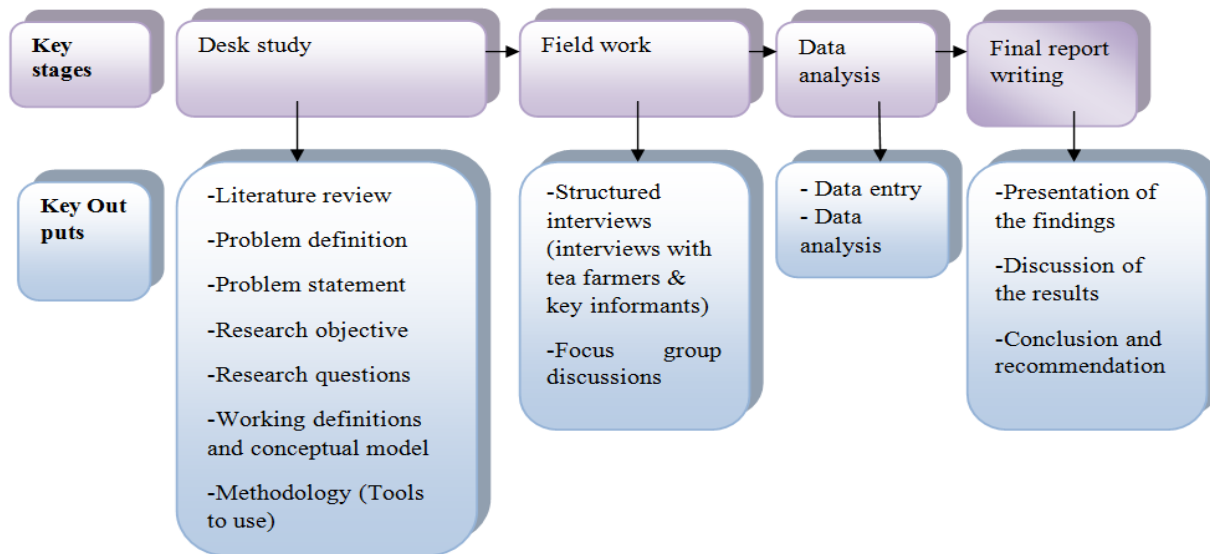 Key
stages
Desk study
Field work
Data
analysis
Final report
writing
Key Out
puts
-Literature review
-Problem definition
-Problem statement
-Research objective
-Research questions
-Working definitions
and conceptual model
-Methodology (Tools
to use)
-Structured
interviews
(interviews with
tea farmers &
key informants)
-Focus group
discussions
- Data entry
- Data
analysis
-Presentation of
the findings
-Discussion of
the results
-Conclusion and
recommendation